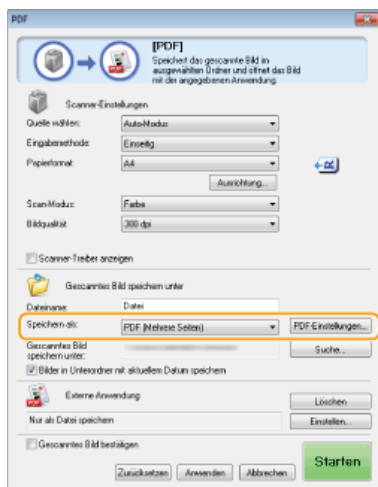 PDF
[PDF]
Speichert das gescannte Bild in
ausgewählten Ordner und öffnet das Bild
mit der angegebenen Anwendung.
Scanner-Einstellungen
Quelle wählen: Auto-Modus
Eingabemethode: Einseitig
Papierformat: A4
Ausrichtung...
Scan-Modus: Farbe
Bildqualität: 300 dpi
Scanner-Treiber anzeigen
Gescanntes Bild speichern unter
Dateiname: Datei
Speichern als: PDF (Mehrere Seiten) PDF-Einstellungen...
Gescanntes Bild
speichern unter: Suche...
Bilder in Unterordner mit aktuellem Datum speichern
Externe Anwendung
Löschen
Nur als Datei speichern Einstellen...
Gescanntes Bild bestätigen
Starten
Zurücksetzen Anwenden Abbrechen